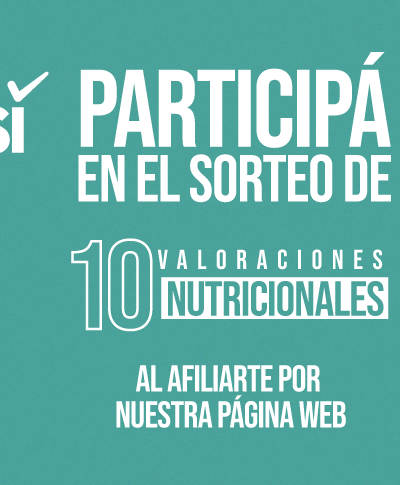 SÍ
PARTICIPÁ
EN EL SORTEO DE
10 VALORACIONES
NUTRICIONALES
AL AFILIARTE POR
NUESTRA PÁGINA WEB